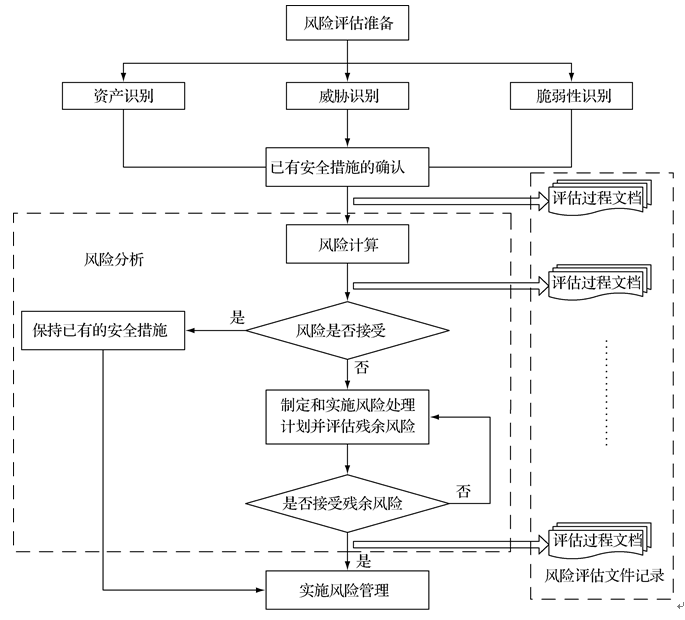 风险评估准备
资产识别
威胁识别
脆弱性识别
已有安全措施的确认
评估过程文档
风险计算
风险分析
评估过程文档
是
保持已有的安全措施
风险是否接受
否
制定和实施风险处理
计划并评估残余风险
否
是否接受残余风险
评估过程文档
是
风险评估文件记录
实施风险管理